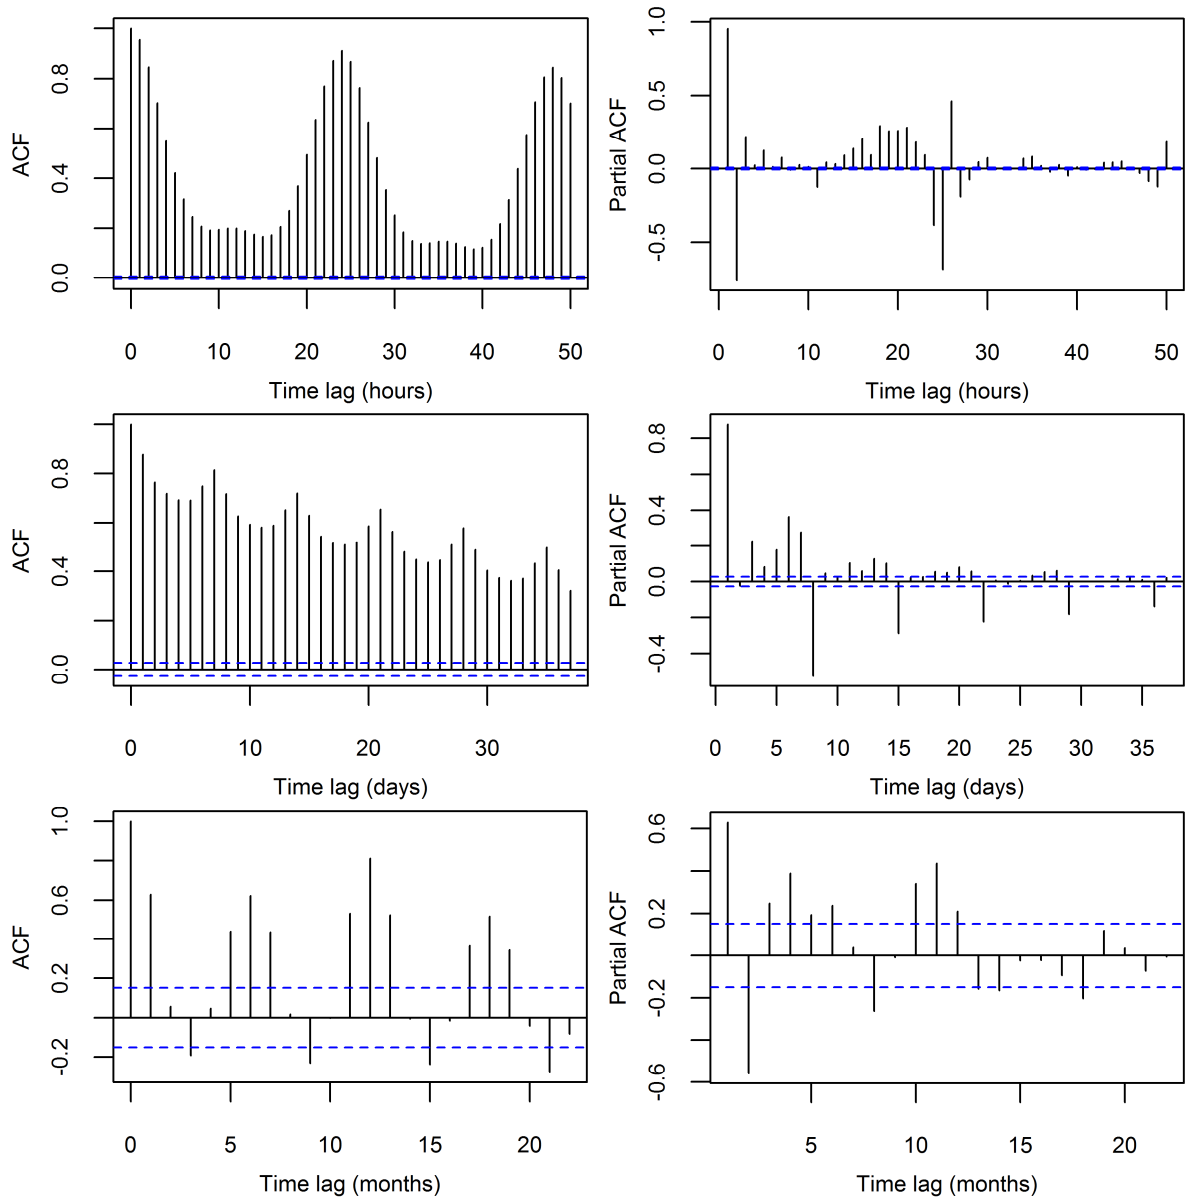 ACF
0.0 0.4 0.8
0 10 20 30 40 50
Time lag (hours)
Partial ACF
-0.5 0.0 0.5 1.0
0 10 20 30 40 50
Time lag (hours)
ACF
0.0 0.4 0.8
0 10 20 30
Time lag (days)
Partial ACF
-0.4 0.0 0.4 0.8
0 5 10 15 20 25 30 35
Time lag (days)
ACF
-0.2 0.2 0.6 1.0
0 5 10 15 20
Time lag (months)
Partial ACF
-0.6 -0.2 0.2 0.6
5 10 15 20
Time lag (months)